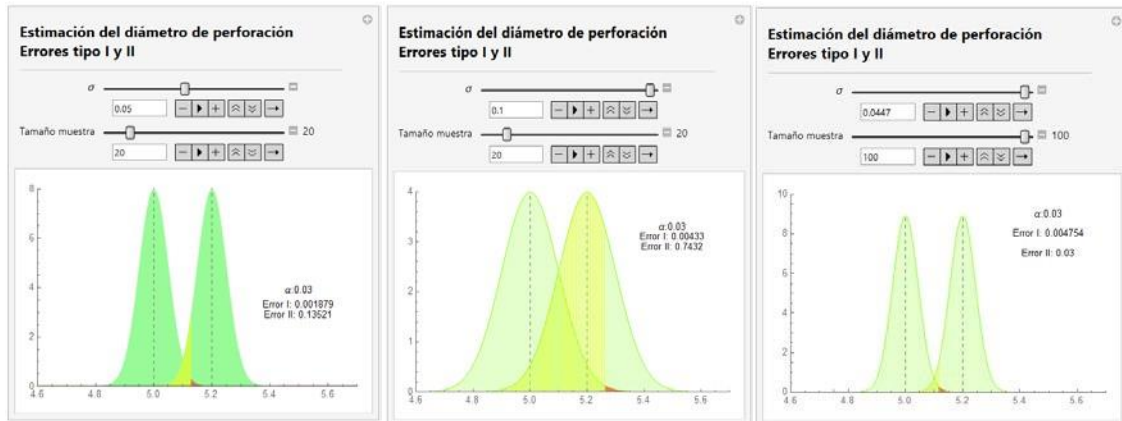 Estimación del diámetro de perforación
Errores tipo I y II
σ
0.05
Tamaño muestra
20
20
8
6
4
2
0
α:0.03
Error I: 0.001879
Error II: 0.13521
4.6
4.8
5.0
5.2
5.4
5.6
Estimación del diámetro de perforación
Errores tipo I y II
σ
0.1
Tamaño muestra
20
20
4
3
2
1
0
α:0.03
Error I: 0.00433
Error II: 0.7432
4.6
4.8
5.0
5.2
5.4
5.6
Estimación del diámetro de perforación
Errores tipo I y II
σ
0.0447
Tamaño muestra
100
100
10
8
6
4
2
0
α:0.03
Error I: 0.004754
Error II: 0.03
4.6
4.8
5.0
5.2
5.4
5.6